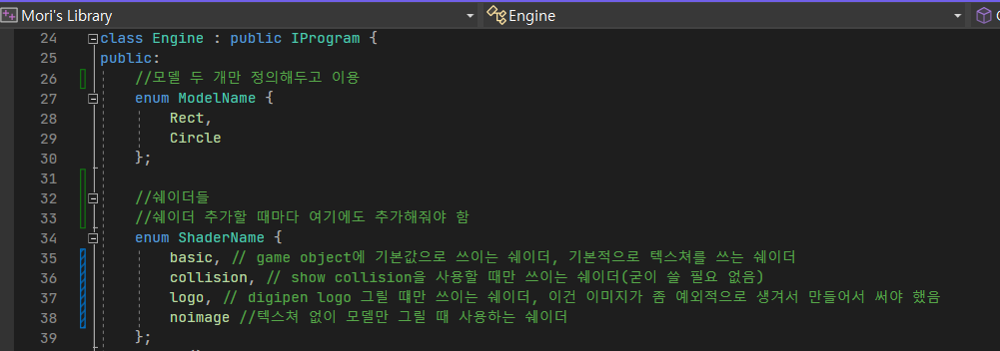 Mori's Library Engine
24 class Engine : public IProgram {
25 public:
26 //모델 두 개만 정의해두고 이용
27 enum ModelName {
28 Rect,
29 Circle
30 };
31
32 //쉐이더들
33 //쉐이더 추가할 때마다 여기에도 추가해줘야 함
34 enum ShaderName {
35 basic, // game object에 기본값으로 쓰이는 쉐이더, 기본적으로 텍스쳐를 쓰는 쉐이더
36 collision, // show collision을 사용할 때만 쓰이는 쉐이더(굳이 쓸 필요 없음)
37 logo, // digipen logo 그릴 때만 쓰이는 쉐이더, 이건 이미지가 좀 예외적으로 생겨서 만들어서 써야 했음
38 noimage //텍스쳐 없이 모델만 그릴 때 사용하는 쉐이더
39 };